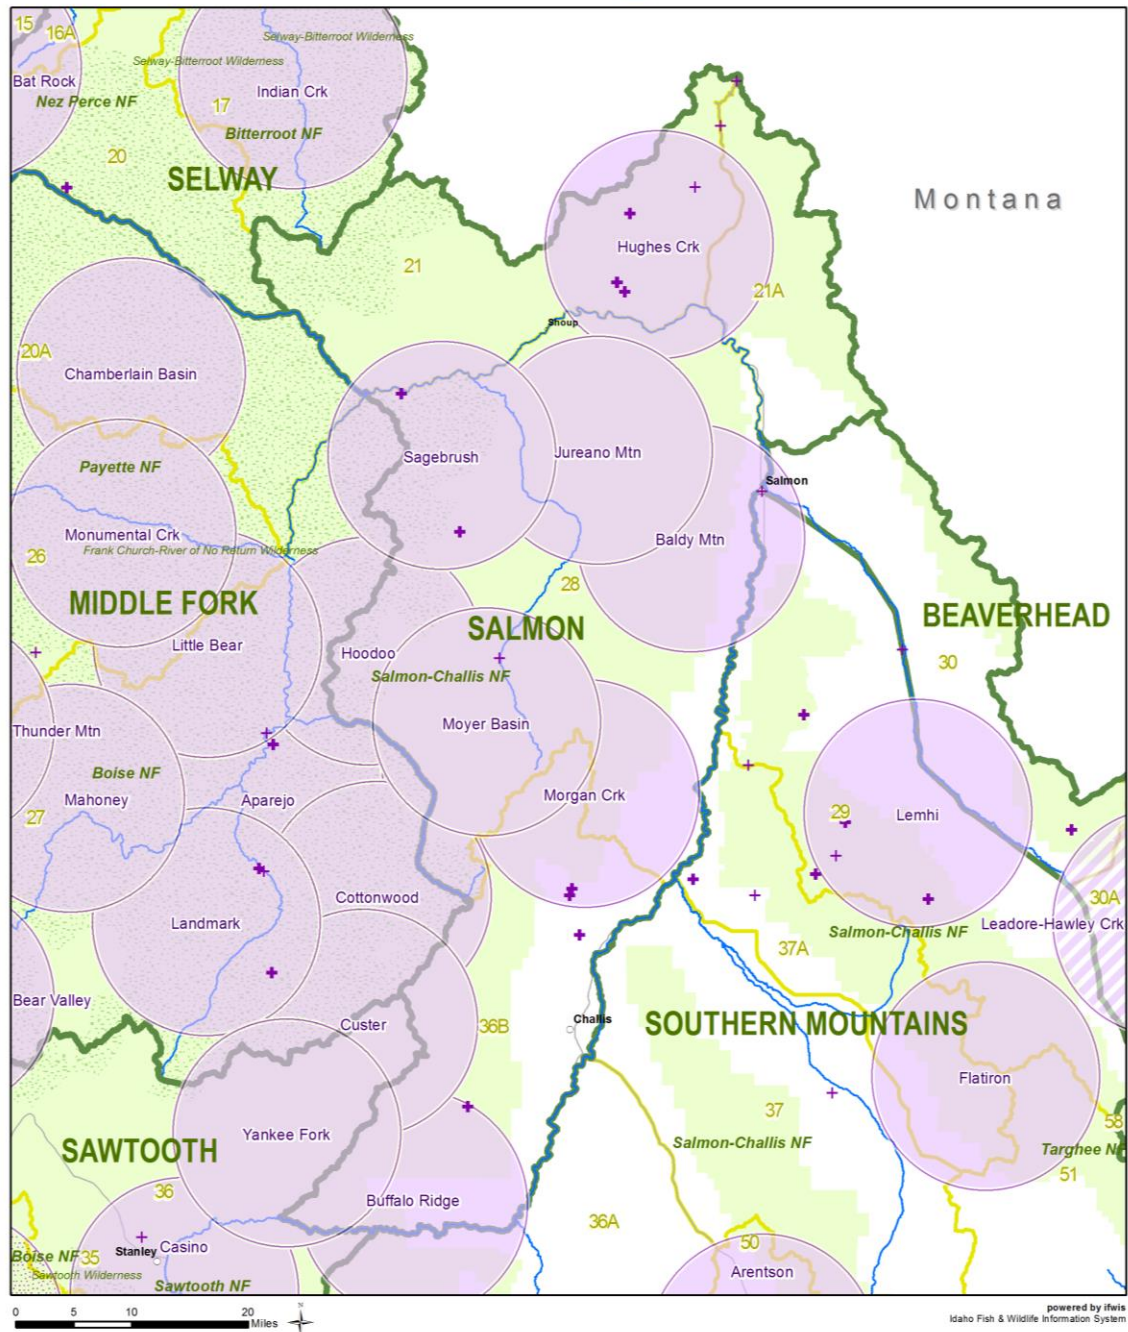 15
16A
Selway-Bitterroot Wilderness
Selway-Bitterroot Wilderness
Bat Rock
Indian Crk
Nez Perce NF
17
Bitterroot NF
20
SELWAY
Montana
Hughes Crk
21
21A
Shoup
20A
Chamberlain Basin
Sagebrush
Jureano Mtn
Payette NF
Salmon
Monumental Crk
Baldy Mtn
Frank Church-River of No Return Wilderness
26
28
MIDDLE FORK
SALMON
BEAVERHEAD
Little Bear
Hoodoo
30
Salmon-Challis NF
Moyer Basin
Thunder Mtn
Boise NF
Mahoney
Aparejo
Morgan Crk
27
29
Lemhi
Cottonwood
30A
Landmark
Leadore-Hawley Crk
Salmon-Challis NF
37A
Bear Valley
Custer
36B
Challis
SOUTHERN MOUNTAINS
Flatiron
37
58
Yankee Fork
Salmon-Challis NF
Targhee NF
SAWTOOTH
51
36
Buffalo Ridge
36A
Stanley
Casino
50
Boise NF
35
Arentson
Sawtooth Wilderness
Sawtooth NF
0 5 10 20
Miles
N
powered by ifwis
Idaho Fish & Wildlife Information System